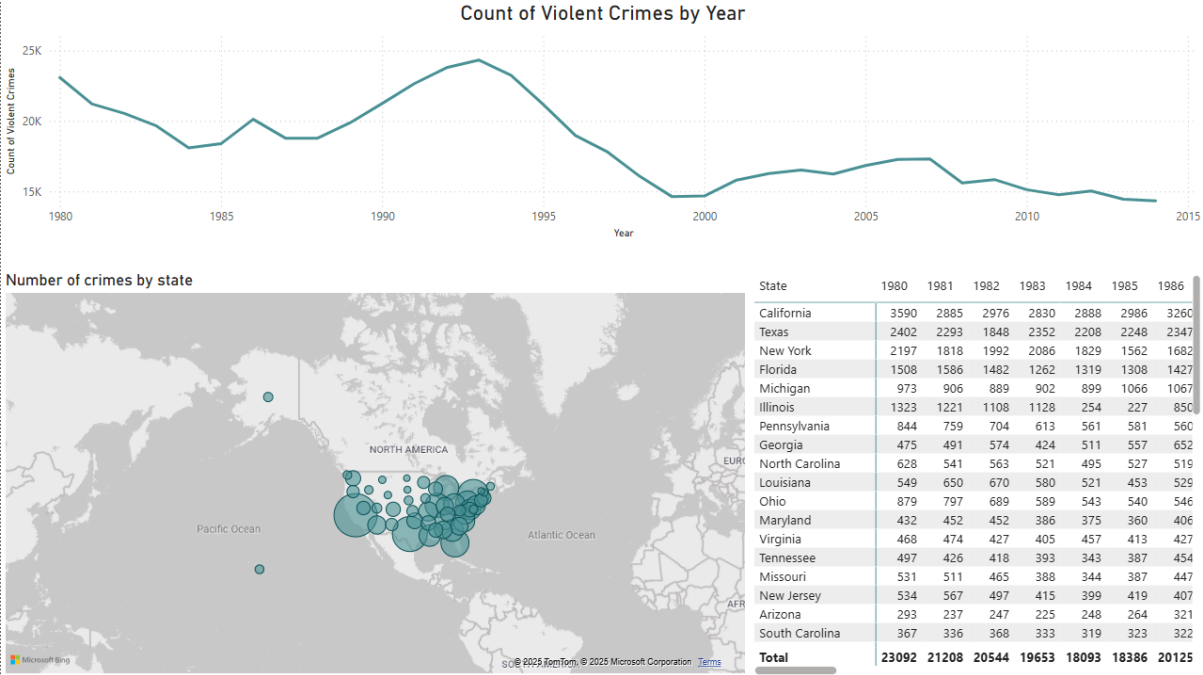 Count of Violent Crimes by Year
25K
20K
15K
Count of Violent Crimes
1980 1985 1990 1995 2000 2005 2010 2015
Year
Number of crimes by state
NORTH AMERICA
Pacific Ocean
Atlantic Ocean
EURO
AFR
SOUTH AMERICA
Microsoft Bing
© 2025 TomTom, © 2025 Microsoft Corporation Terms
State 1980 1981 1982 1983 1984 1985 1986
California 3590 2885 2976 2830 2888 2986 3260
Texas 2402 2293 1848 2352 2208 2248 2347
New York 2197 1818 1992 2086 1829 1562 1682
Florida 1508 1586 1482 1262 1319 1308 1427
Michigan 973 906 889 902 899 1066 1067
Illinois 1323 1221 1108 1128 254 227 850
Pennsylvania 844 759 704 613 561 581 560
Georgia 475 491 574 424 511 557 652
North Carolina 628 541 563 521 495 527 519
Louisiana 549 650 670 580 521 453 529
Ohio 879 797 689 589 543 540 546
Maryland 432 452 452 386 375 360 406
Virginia 468 474 427 405 457 413 427
Tennessee 497 426 418 393 343 387 454
Missouri 531 511 465 388 344 387 447
New Jersey 534 567 497 415 399 419 407
Arizona 293 237 247 225 248 264 321
South Carolina 367 336 368 333 319 323 322
Total 23092 21208 20544 19653 18093 18386 20125